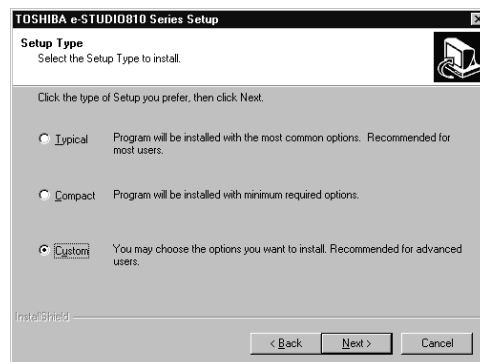 TOSHIBA e-STUDIO810 Series Setup
Setup Type
Select the Setup Type to install.
Click the type of Setup you prefer, then click Next.
Typical Program will be installed with the most common options. Recommended for
most users.
Compact Program will be installed with minimum required options.
Custom You may choose the options you want to install. Recommended for advanced
users.
InstallShield
< Back Next > Cancel